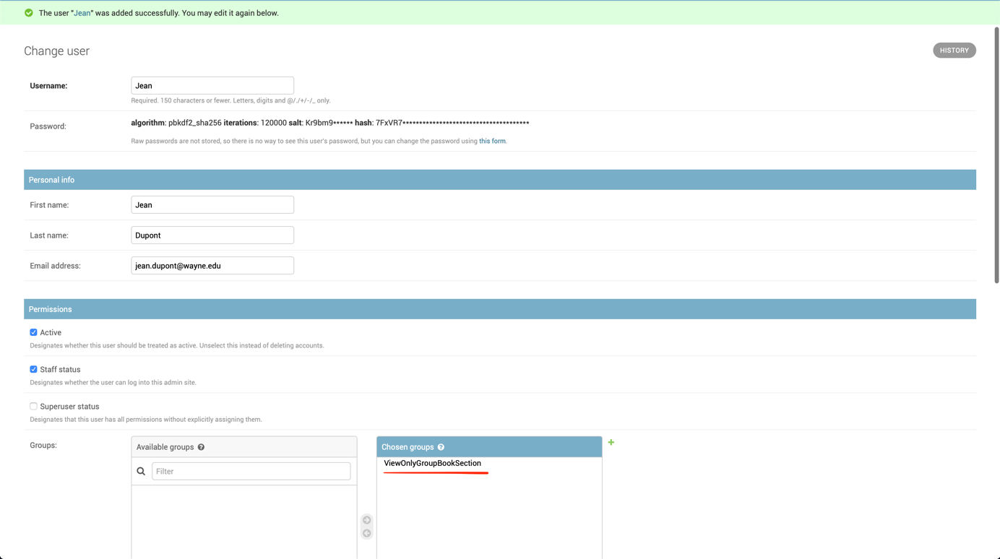 The user "Jean" was added successfully. You may edit it again below.
Change user
HISTORY
Username:
Jean
Required. 150 characters or fewer. Letters, digits and @/./+/-/_ only.
Password:
algorithm: pbkdf2_sha256 iterations: 120000 salt: Kr9bm9****** hash: 7FxVR7**************************************
Raw passwords are not stored, so there is no way to see this user's password, but you can change the password using this form.
Personal info
First name:
Jean
Last name:
Dupont
Email address:
jean.dupont@wayne.edu
Permissions
Active
Designates whether this user should be treated as active. Unselect this instead of deleting accounts.
Staff status
Designates whether the user can log into this admin site.
Superuser status
Designates that this user has all permissions without explicitly assigning them.
Groups:
Available groups ?
Filter
Chosen groups ?
ViewOnlyGroupBookSection